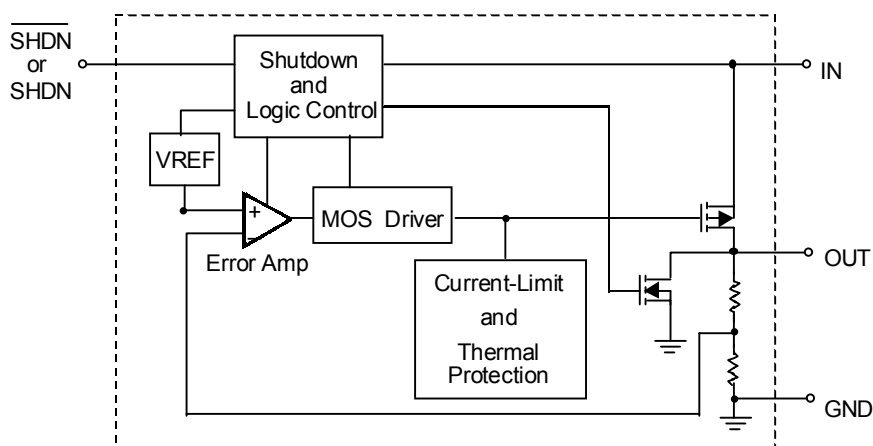 SHDN
or
SHDN
Shutdown
and
Logic Control
IN
VREF
+
−
MOS Driver
Error Amp
OUT
Current-Limit
and
Thermal
Protection
GND